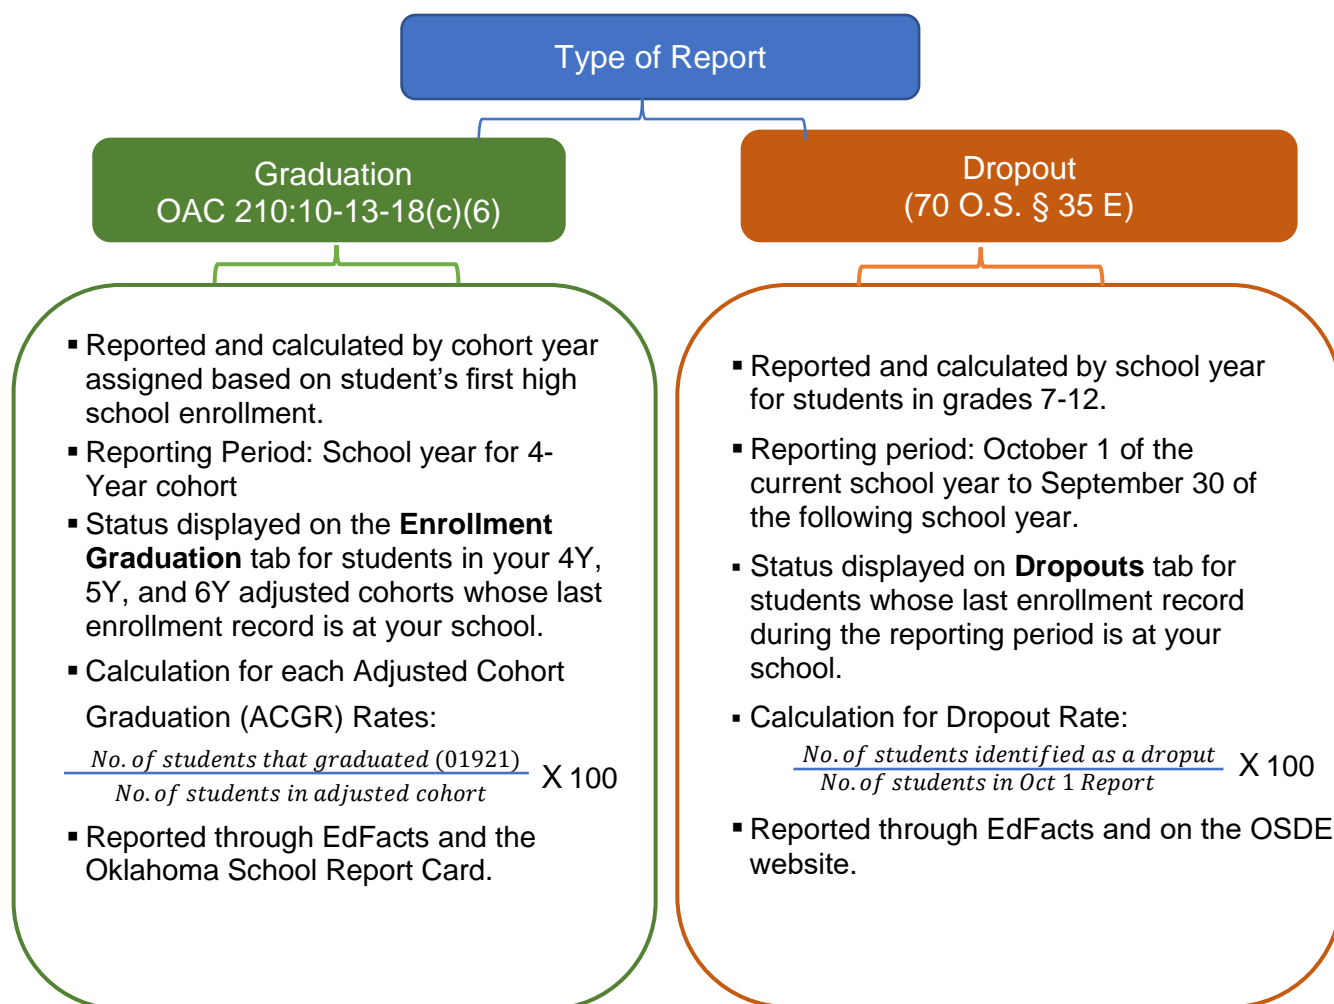 Type of Report
Graduation
OAC 210:10-13-18(c)(6)
▪ Reported and calculated by cohort year
assigned based on student’s first high
school enrollment.
▪ Reporting Period: School year for 4-
Year cohort
▪ Status displayed on the Enrollment
Graduation tab for students in your 4Y,
5Y, and 6Y adjusted cohorts whose last
enrollment record is at your school.
▪ Calculation for each Adjusted Cohort
Graduation (ACGR) Rates:
No. of students that graduated (01921)
No. of students in adjusted cohort
X 100
▪ Reported through EdFacts and the
Oklahoma School Report Card.
Dropout
(70 O.S. § 35 E)
▪ Reported and calculated by school year
for students in grades 7-12.
▪ Reporting period: October 1 of the
current school year to September 30 of
the following school year.
▪ Status displayed on Dropouts tab for
students whose last enrollment record
during the reporting period is at your
school.
▪ Calculation for Dropout Rate:
No. of students identified as a droput
No. of students in Oct 1 Report
X 100
▪ Reported through EdFacts and on the OSDE
website.